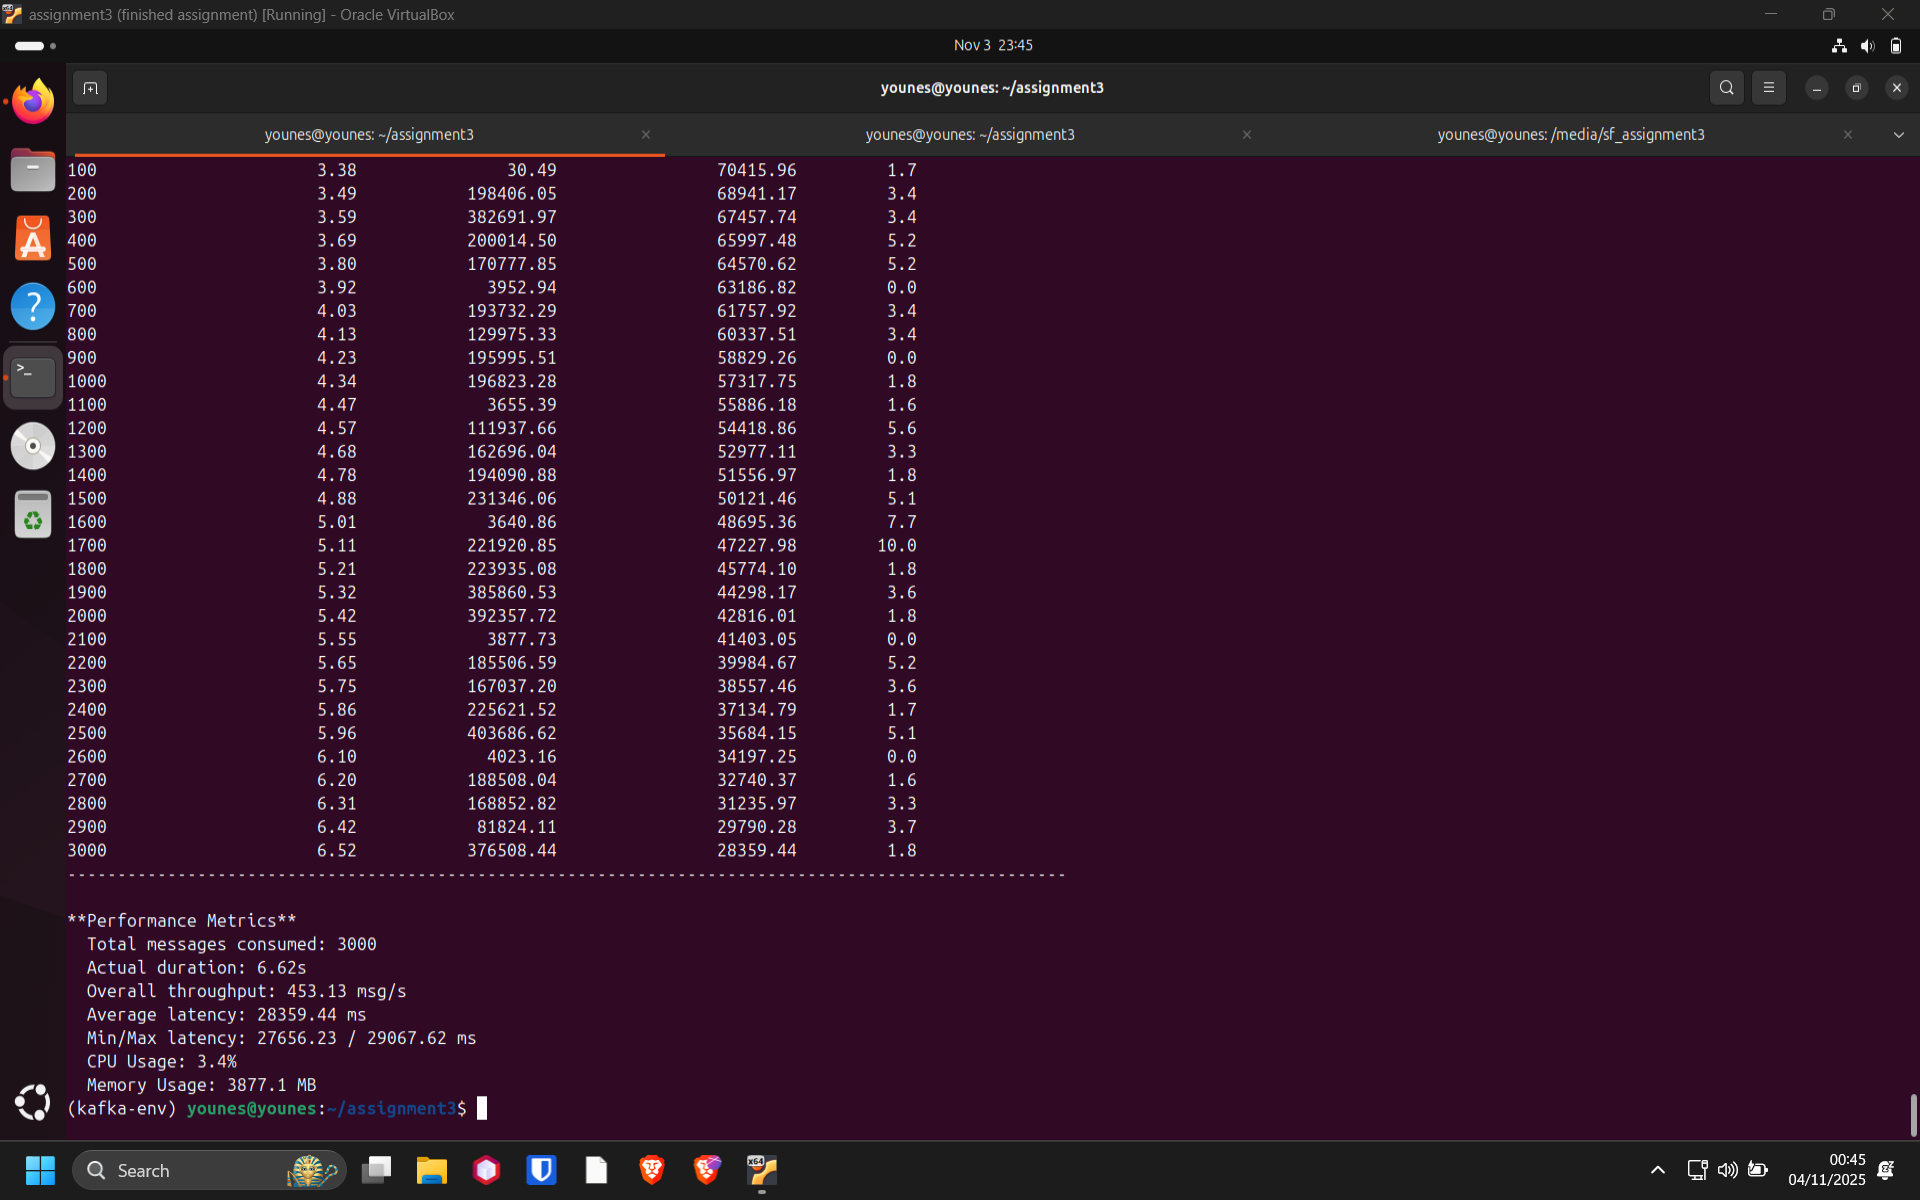 assignment3 (finished assignment) [Running] - Oracle VirtualBox
Nov 3 23:45
younes@younes: ~/assignment3
younes@younes: ~/assignment3
younes@younes: ~/assignment3
younes@younes: /media/sf_assignment3
100 3.38 30.49 70415.96 1.7
200 3.49 198406.05 68941.17 3.4
300 3.59 382691.97 67457.74 3.4
400 3.69 200014.50 65997.48 5.2
500 3.80 170777.85 64570.62 5.2
600 3.92 3952.94 63186.82 0.0
700 4.03 193732.29 61757.92 3.4
800 4.13 129975.33 60337.51 3.4
900 4.23 195995.51 58829.26 0.0
1000 4.34 196823.28 57317.75 1.8
1100 4.47 3655.39 55886.18 1.6
1200 4.57 111937.66 54418.86 5.6
1300 4.68 162696.04 52977.11 3.3
1400 4.78 194090.88 51556.97 1.8
1500 4.88 231346.06 50121.46 5.1
1600 5.01 3640.86 48695.36 7.7
1700 5.11 221920.85 47227.98 10.0
1800 5.21 223935.08 45774.10 1.8
1900 5.32 385860.53 44298.17 3.6
2000 5.42 392357.72 42816.01 1.8
2100 5.55 3877.73 41403.05 0.0
2200 5.65 185506.59 39984.67 5.2
2300 5.75 167037.20 38557.46 3.6
2400 5.86 225621.52 37134.79 1.7
2500 5.96 403686.62 35684.15 5.1
2600 6.10 4023.16 34197.25 0.0
2700 6.20 188508.04 32740.37 1.6
2800 6.31 168852.82 31235.97 3.3
2900 6.42 81824.11 29790.28 3.7
3000 6.52 376508.44 28359.44 1.8
----------------------------------------------------------------------------------------------------
**Performance Metrics**
Total messages consumed: 3000
Actual duration: 6.62s
Overall throughput: 453.13 msg/s
Average latency: 28359.44 ms
Min/Max latency: 27656.23 / 29067.62 ms
CPU Usage: 3.4%
Memory Usage: 3877.1 MB
(kafka-env) younes@younes:~/assignment3$
Search
x64
00:45
04/11/2025